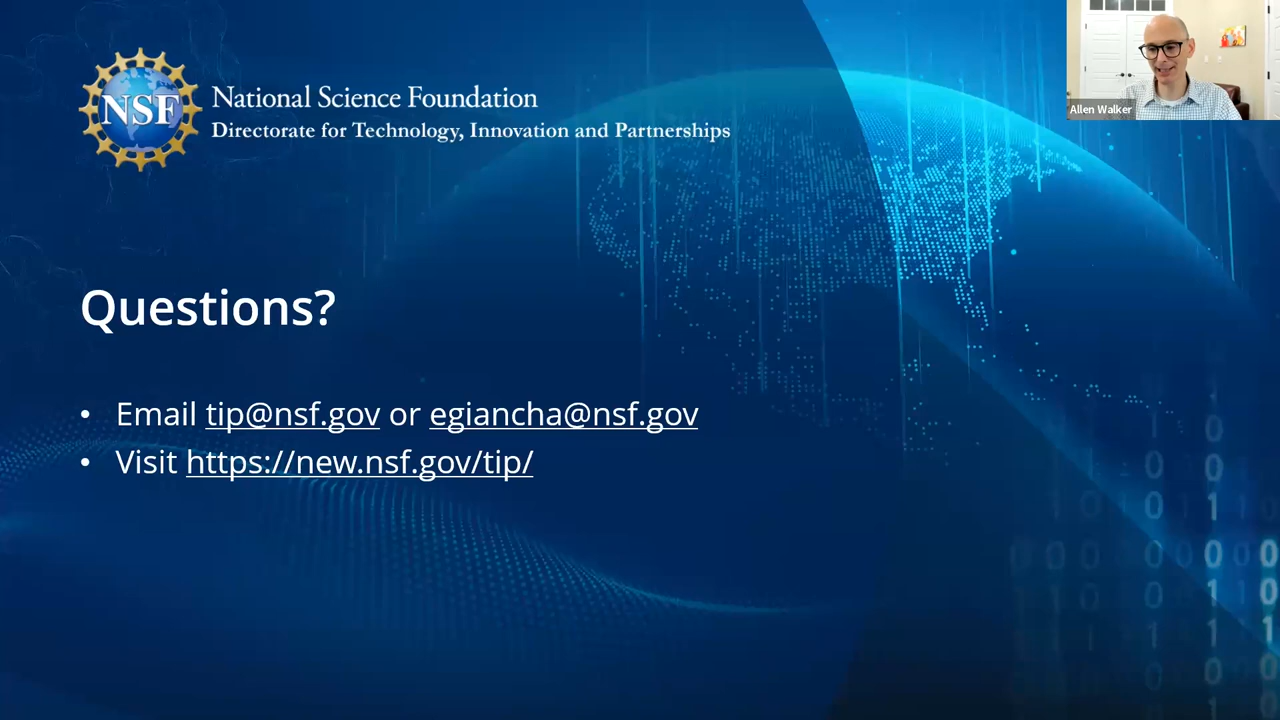 NSF
National Science Foundation
Directorate for Technology, Innovation and Partnerships
Allen Walker
Questions?
• Email tip@nsf.gov or egiancha@nsf.gov
• Visit https://new.nsf.gov/tip/